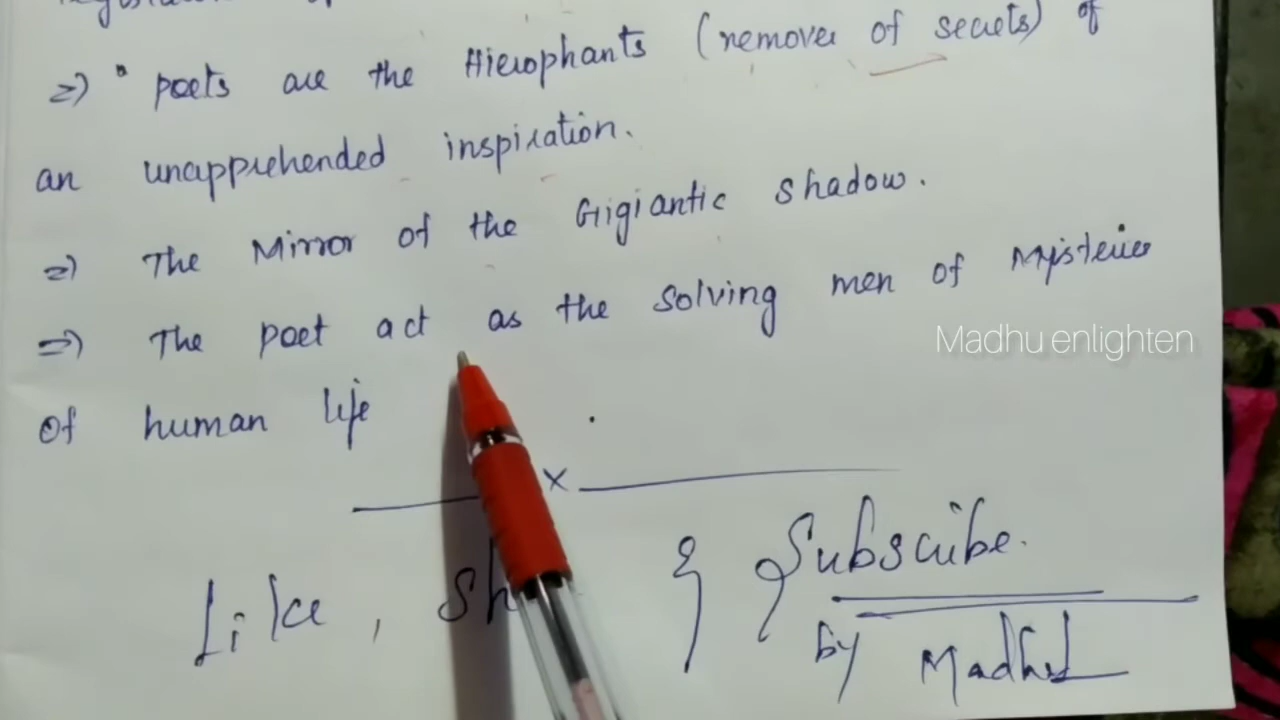 =) " poets are the Hierophants (remover of secrets) of
an unapprehended inspiration.
=) The Mirror of the Gigiantic shadow.
=) The poet act as the solving men of Mysteries
of human life
x
Like, Sh & Subscribe.
by Madhu
Madhu enlighten